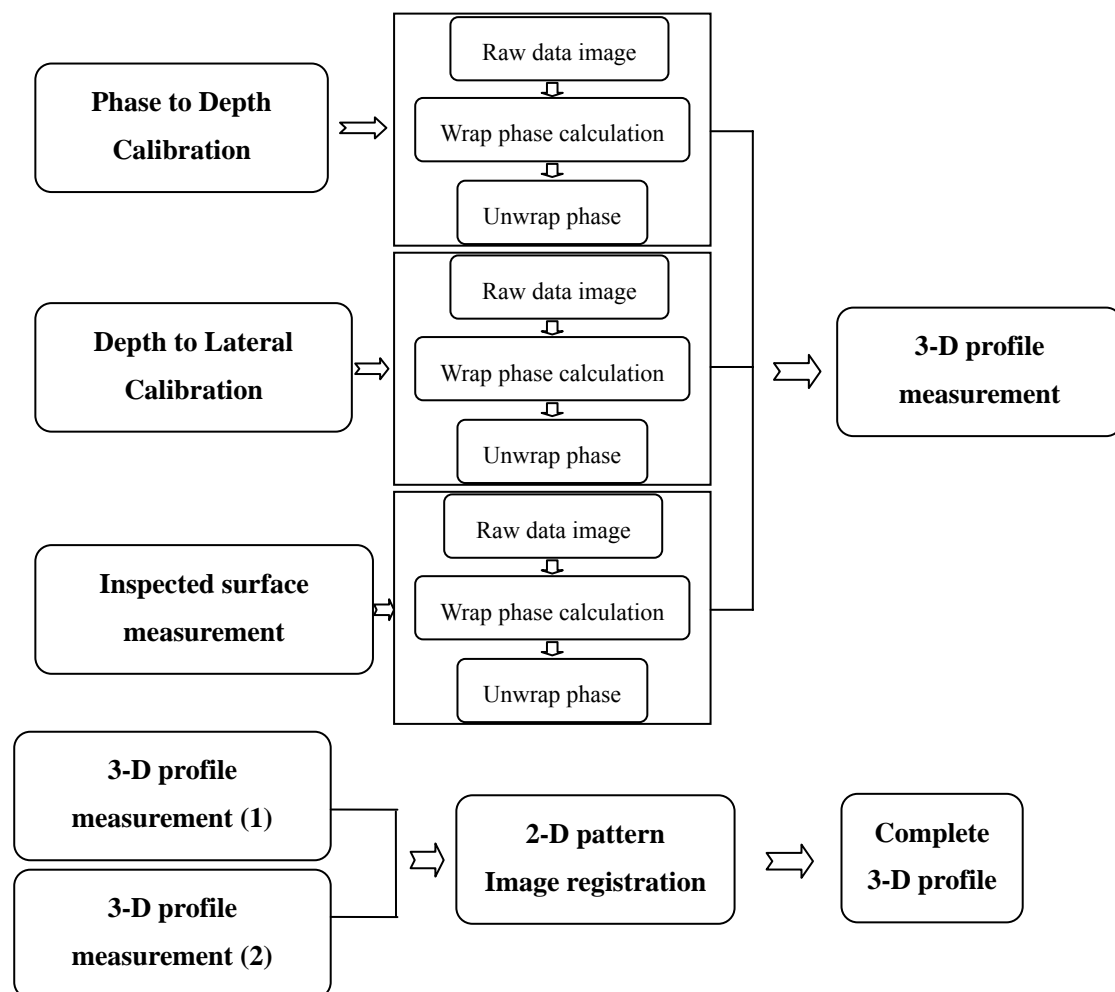 Phase to Depth
Calibration
Raw data image
Wrap phase calculation
Unwrap phase
Depth to Lateral
Calibration
Raw data image
Wrap phase calculation
Unwrap phase
Inspected surface
measurement
Raw data image
Wrap phase calculation
Unwrap phase
3-D profile
measurement
3-D profile
measurement (1)
3-D profile
measurement (2)
2-D pattern
Image registration
Complete
3-D profile